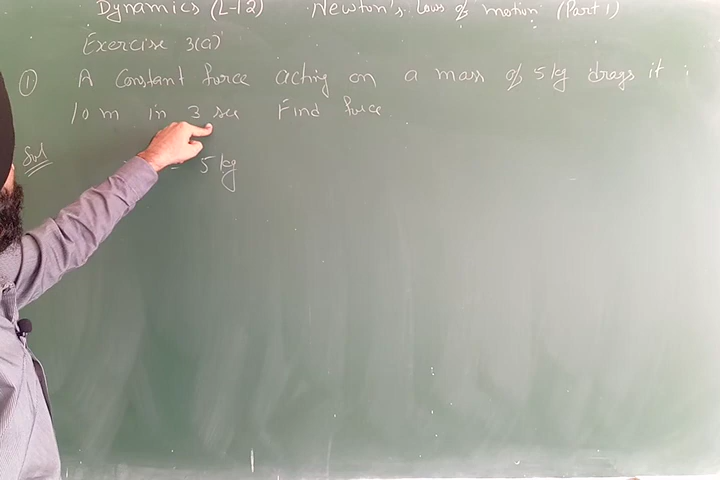 Dynamics (L-12) Newton's Laws of motion (Part 1)
Exercise 3(a)
① A Constant force acting on a mass of 5 kg drags it
10 m in 3 sec Find force.
Sol
= 5 kg